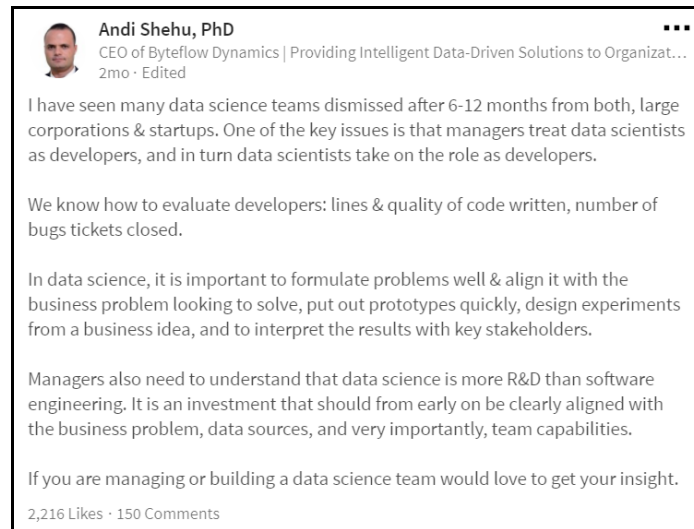 Andi Shehu, PhD
CEO of Byteflow Dynamics | Providing Intelligent Data-Driven Solutions to Organizat...
2mo · Edited
I have seen many data science teams dismissed after 6-12 months from both, large
corporations & startups. One of the key issues is that managers treat data scientists
as developers, and in turn data scientists take on the role as developers.
We know how to evaluate developers: lines & quality of code written, number of
bugs tickets closed.
In data science, it is important to formulate problems well & align it with the
business problem looking to solve, put out prototypes quickly, design experiments
from a business idea, and to interpret the results with key stakeholders.
Managers also need to understand that data science is more R&D than software
engineering. It is an investment that should from early on be clearly aligned with
the business problem, data sources, and very importantly, team capabilities.
If you are managing or building a data science team would love to get your insight.
2,216 Likes · 150 Comments